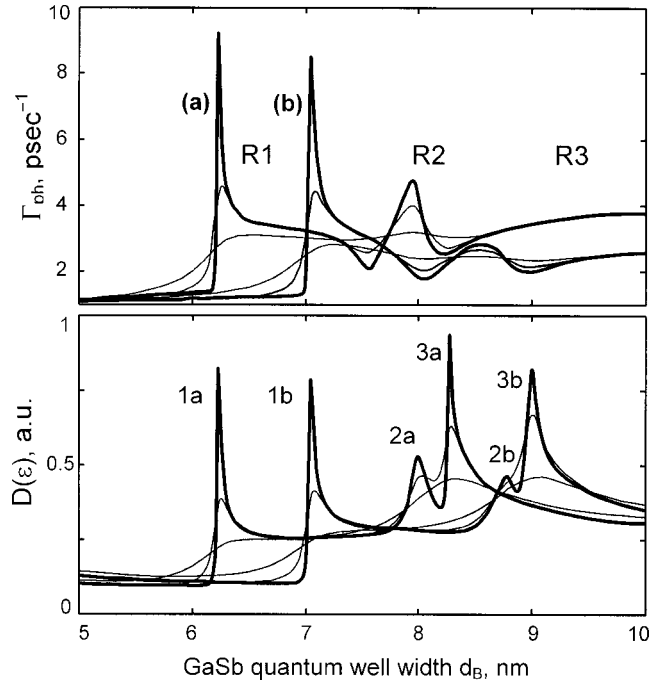 10
8
6
4
2
Γph, psec⁻¹
(a)
(b)
R1
R2
R3
1
0.5
0
D(ε), a.u.
1a
1b
2a
3a
2b
3b
5
6
7
8
9
10
GaSb quantum well width dB, nm